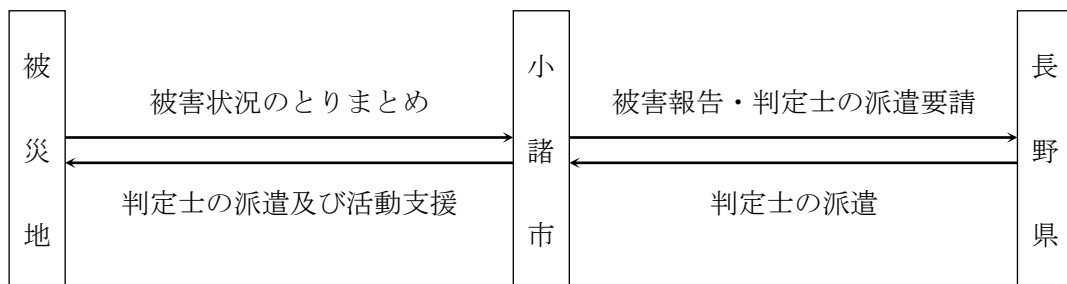 被災地
被害状況のとりまとめ
判定士の派遣及び活動支援
小諸市
被害報告・判定士の派遣要請
判定士の派遣
長野県